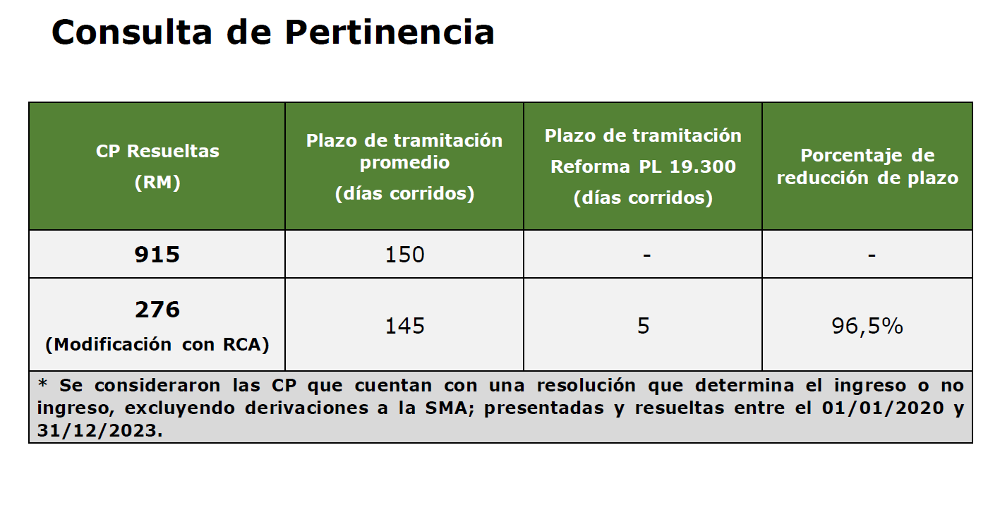 Consulta de Pertinencia
CP Resueltas
(RM)
Plazo de tramitación
promedio
(días corridos)
Plazo de tramitación
Reforma PL 19.300
(días corridos)
Porcentaje de
reducción de plazo
915
150
-
-
276
(Modificación con RCA)
145
5
96,5%
* Se consideraron las CP que cuentan con una resolución que determina el ingreso o no
ingreso, excluyendo derivaciones a la SMA; presentadas y resueltas entre el 01/01/2020 y
31/12/2023.